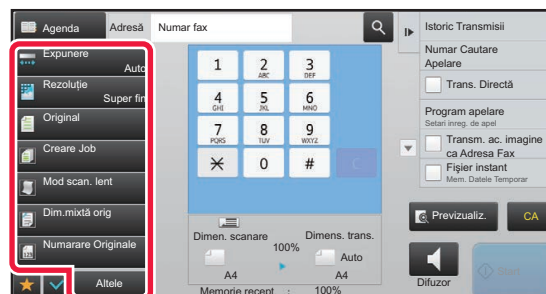 Agenda
Adresă
Numar fax
Expunere
Auto
Rezoluție
Super fin
Original
Creare Job
Mod scan. lent
Dim.mixtă orig
Numarare Originale
Altele
1
2
ABC
3
DEF
4
GHI
5
JKL
6
MNO
7
PQRS
8
TUV
9
WXYZ
0
#
C
Dimen. scanare
100%
Dimens. trans.
Auto
A4
A4
Memorie recept. : 100%
Istoric Transmisii
Numar Cautare
Apelare
Trans. Directă
Program apelare
Setari inreg. de apel
Transm. ac. imagine
ca Adresa Fax
Fișier instant
Mem. Datele Temporar
Previzualiz.
CA
Difuzor
Start